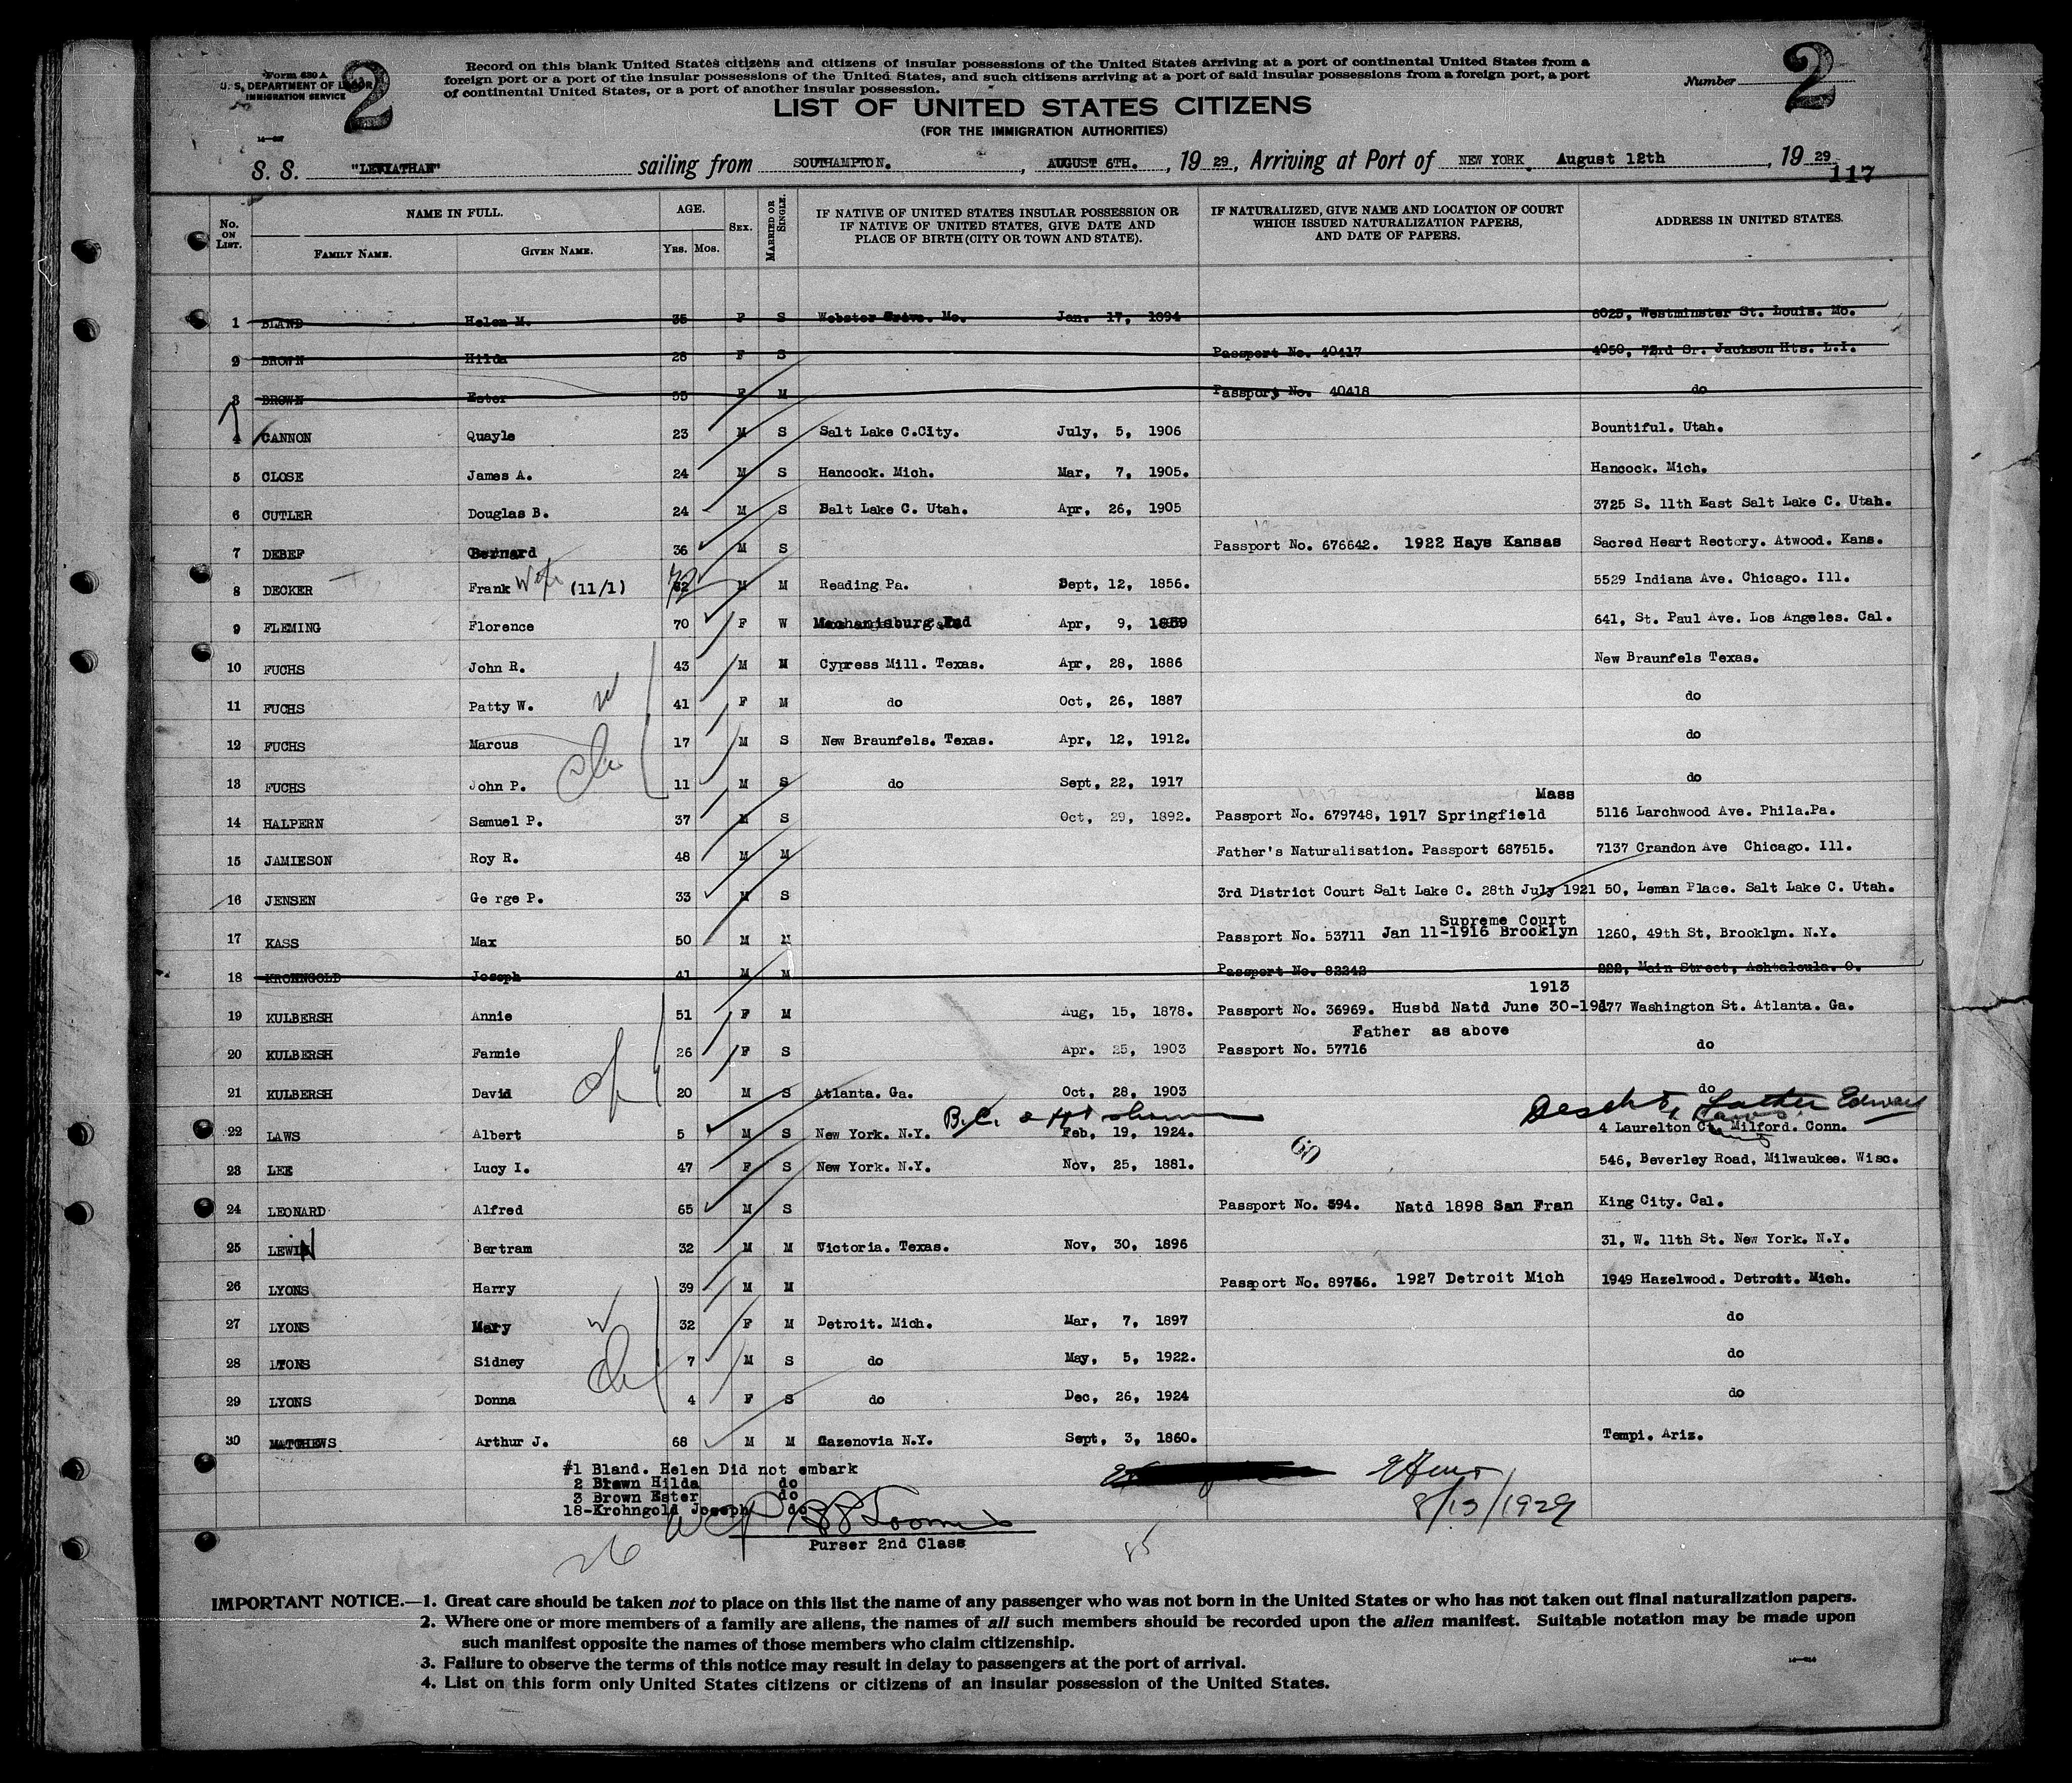 Form 630 A
U. S. DEPARTMENT OF LABOR
IMMIGRATION SERVICE
2
Record on this blank United States citizens and citizens of insular possessions of the United States arriving at a port of continental United States from a
foreign port or a port of the insular possessions of the United States, and such citizens arriving at a port of said insular possessions from a foreign port, a port
of continental United States, or a port of another insular possession.
Number 2
LIST OF UNITED STATES CITIZENS
(FOR THE IMMIGRATION AUTHORITIES)
S. S. "LEVIATHAN" sailing from SOUTHAMPTON. , AUGUST 6TH. , 19 29, Arriving at Port of NEW YORK. August 12th , 19 29
117
No. ON LIST. NAME IN FULL. FAMILY NAME. GIVEN NAME. AGE. YRS. MOS. SEX. MARRIED OR SINGLE. IF NATIVE OF UNITED STATES INSULAR POSSESSION OR IF NATIVE OF UNITED STATES, GIVE DATE AND PLACE OF BIRTH (CITY OR TOWN AND STATE). IF NATURALIZED, GIVE NAME AND LOCATION OF COURT WHICH ISSUED NATURALIZATION PAPERS, AND DATE OF PAPERS. ADDRESS IN UNITED STATES.
1 BLAND Helen M. 35 F S Webster Mo. Jan. 17, 1894 6025, Westminster St. Louis. Mo.
2 BROWN Hilda 28 F S Passport No. 40417 4050, 73rd Sr. Jackson Hts. L.I.
3 BROWN Ester 55 F M Passport No. 40418 do
4 CANNON Quayle 23 M S Salt Lake C.City. July, 5, 1906 Bountiful. Utah.
5 CLOSE James A. 24 M S Hancock. Mich. Mar, 7, 1905. Hancock. Mich.
6 CUTLER Douglas B. 24 M S Salt Lake C. Utah. Apr, 26, 1905 3725 S. 11th East Salt Lake C. Utah.
7 DEBEF Bernard 36 M S Passport No. 676642. 1922 Hays Kansas Sacred Heart Rectory. Atwood. Kans.
8 DECKER Frank Wife (11/1) 72 M M Reading Pa. Sept, 12, 1856. 5529 Indiana Ave. Chicago. Ill.
9 FLEMING Florence 70 F W Mechanisburg Ind Apr, 9, 1859 641, St. Paul Ave. Los Angeles. Cal.
10 FUCHS John R. 43 M M Cypress Mill. Texas. Apr, 28, 1886 New Braunfels Texas.
11 FUCHS Patty W. w 41 F M do Oct, 26, 1887 do
12 FUCHS Marcus 17 M S New Braunfels. Texas. Apr, 12, 1912. do
13 FUCHS John P. ch 11 M S do Sept, 22, 1917 do
Mass
14 HALPERN Samuel P. 37 M S Oct, 29, 1892. Passport No. 679748, 1917 Springfield 5116 Larchwood Ave. Phila.Pa.
15 JAMIESON Roy R. 48 M M Father's Naturalisation. Passport 687515. 7137 Crandon Ave Chicago. Ill.
16 JENSEN Ge rge P. 33 M S 3rd District Court Salt Lake C. 28th July 1921 50, Leman Place. Salt Lake C. Utah.
Supreme Court
17 KASS Max 50 M M Passport No. 53711 Jan 11-1916 Brooklyn 1260, 49th St, Brooklyn. N.Y.
18 KROHNGOLD Joseph 41 M M Passport No. 82242 222, Main Street, Ashtalcula. O.
1913
19 KULBERSH Annie 51 F M Aug, 15, 1878. Passport No. 36969. Husbd Natd June 30-19 177 Washington St. Atlanta. Ga.
Father as above
20 KULBERSH Fannie 26 F S Apr. 25, 1903 Passport No. 57716 do
21 KULBERSH David 20 M S Atlanta. Ga. Oct, 28, 1903 do
B.C. shown Father Edward
22 LAWS Albert 5 M S New York. N.Y. Feb, 19, 1924. 4 Laurelton Ct. Milford. Conn.
60
23 LEE Lucy I. 47 F S New York. N.Y. Nov, 25, 1881. 546, Beverley Road, Milwaukee. Wisc.
24 LEONARD Alfred 65 M S Passport No. 394. Natd 1898 San Fran King City. Cal.
25 LEWIN Bertram 32 M M Victoria. Texas. Nov, 30, 1896 31, W. 11th St. New York. N.Y.
26 LYONS Harry 39 M M Passport No. 89736. 1927 Detroit Mich 1949 Hazelwood. Detroit. Mich.
27 LYONS Mary w 32 F M Detroit. Mich. Mar, 7, 1897 do
28 LYONS Sidney ch 7 M S do May, 5, 1922. do
29 LYONS Donna 4 F S do Dec, 26, 1924 do
30 MATTHEWS Arthur J. 68 M M Cazenovia N.Y. Sept, 3, 1860. Tempi. Ariz.
#1 Bland. Helen Did not embark
2 Brown Hilda do
3 Brown Ester do
18-Krohngold Joseph do
8/13/1929
Purser 2nd Class
26
IMPORTANT NOTICE.—1. Great care should be taken not to place on this list the name of any passenger who was not born in the United States or who has not taken out final naturalization papers.
2. Where one or more members of a family are aliens, the names of all such members should be recorded upon the alien manifest. Suitable notation may be made upon
such manifest opposite the names of those members who claim citizenship.
3. Failure to observe the terms of this notice may result in delay to passengers at the port of arrival.
4. List on this form only United States citizens or citizens of an insular possession of the United States.